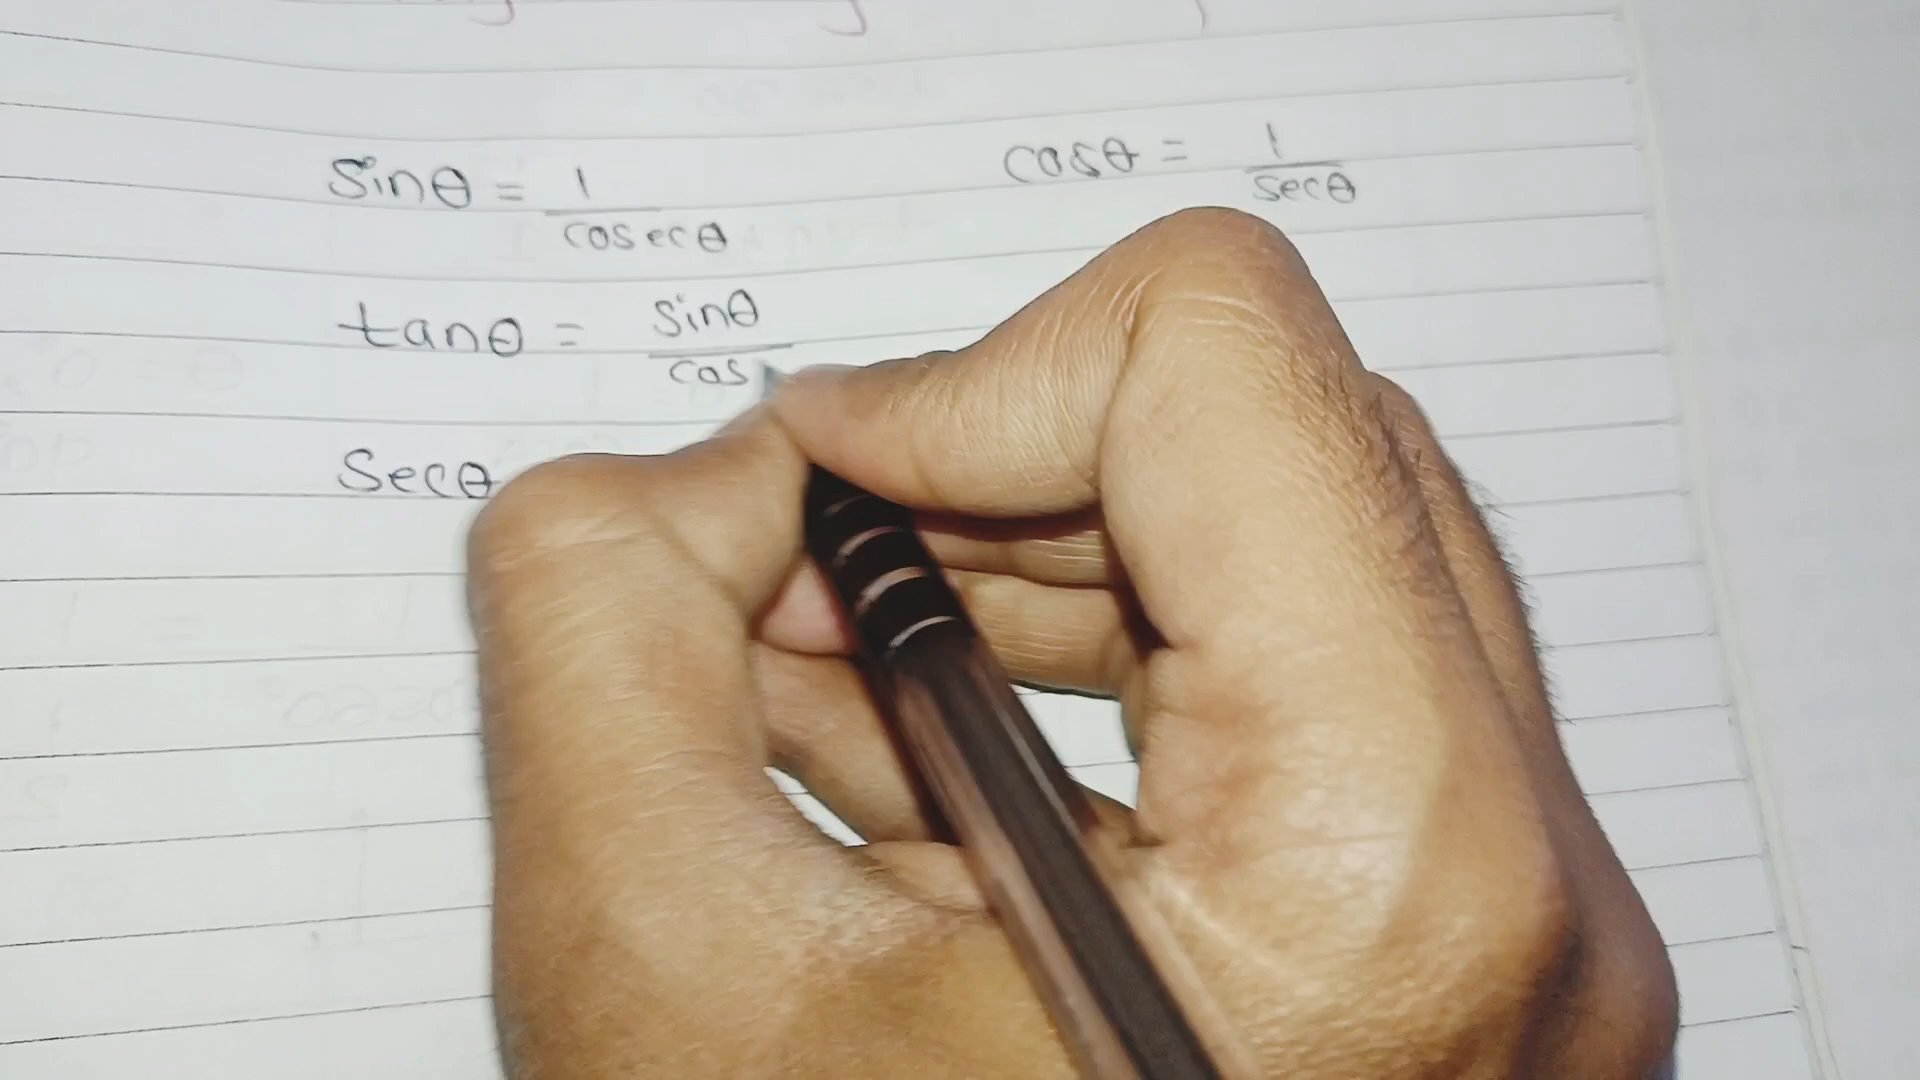 sinθ = 1/cosecθ    cosθ = 1/secθ
tanθ = sinθ/cos
secθ